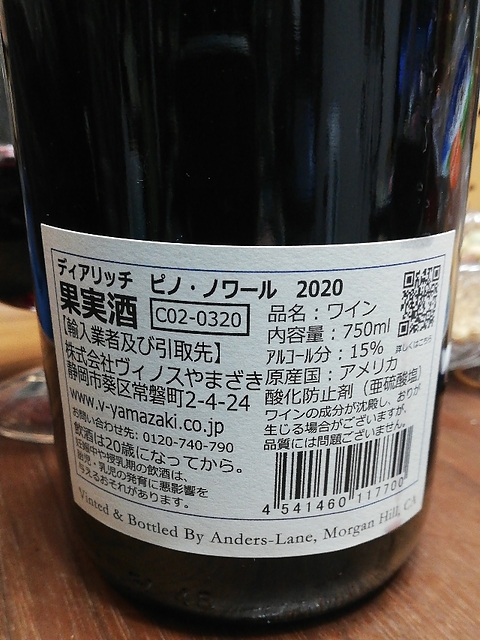 ディアリッチ ピノ・ノワール 2020
果実酒 C02-0320
【輸入業者及び引取先】
株式会社ヴィノスやまざき
静岡市葵区常磐町2-4-24
www.v-yamazaki.co.jp
お問い合わせ先: 0120-740-790
飲酒は20歳になってから。
妊娠中や授乳期の飲酒は、
胎児・乳児の発育に悪影響を
与えるおそれがあります。
品名：ワイン
内容量：750ml
アルコール分：15% 詳しくはこちら
原産国：アメリカ
酸化防止剤（亜硫酸塩）
ワインの成分が沈殿し、おりが
生じる場合がございますが、
品質には問題ございません。
4 541460 117700
Vinted & Bottled By Anders-Lane, Morgan Hill, CA